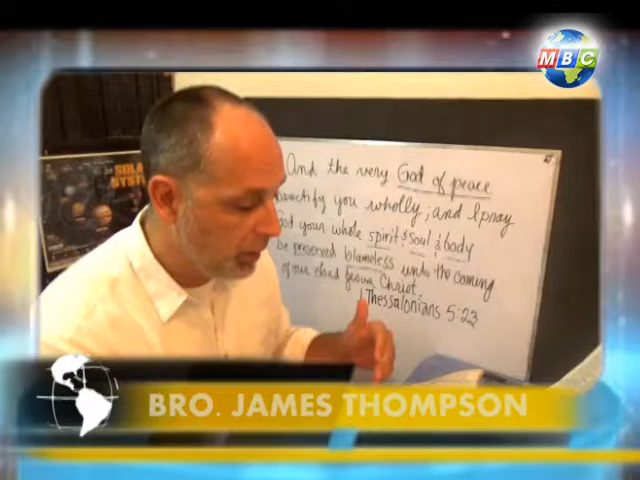 MBC
SOLA
SYST
And the very God of peace
sanctify you wholly; and I pray
God your whole spirit & soul & body
be preserved blameless unto the coming
of our Lord Jesus Christ.
1 Thessalonians 5:23
BRO. JAMES THOMPSON